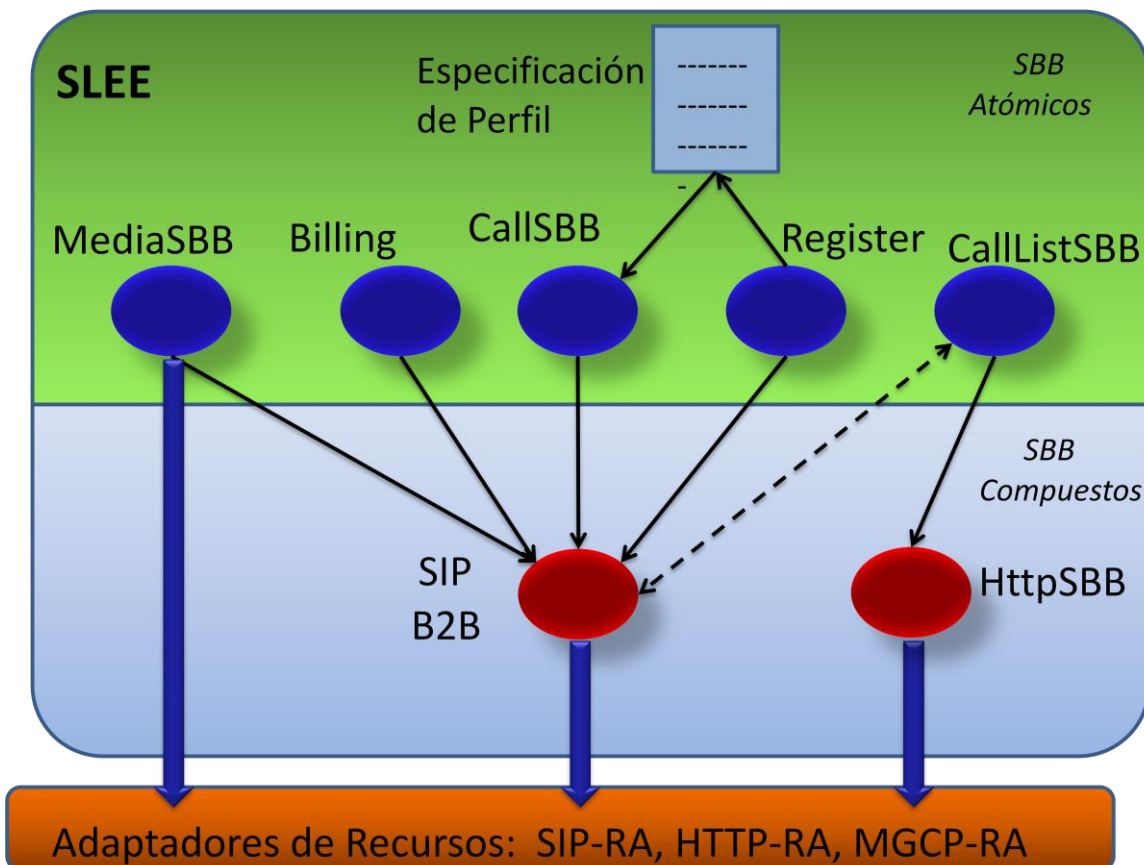 SLEE
Especificación
de Perfil
-------
-------
-------
-
SBB
Atómicos
MediaSBB
Billing
CallSBB
Register
CallListSBB
SBB
Compuestos
SIP
B2B
HttpSBB
Adaptadores de Recursos: SIP-RA, HTTP-RA, MGCP-RA